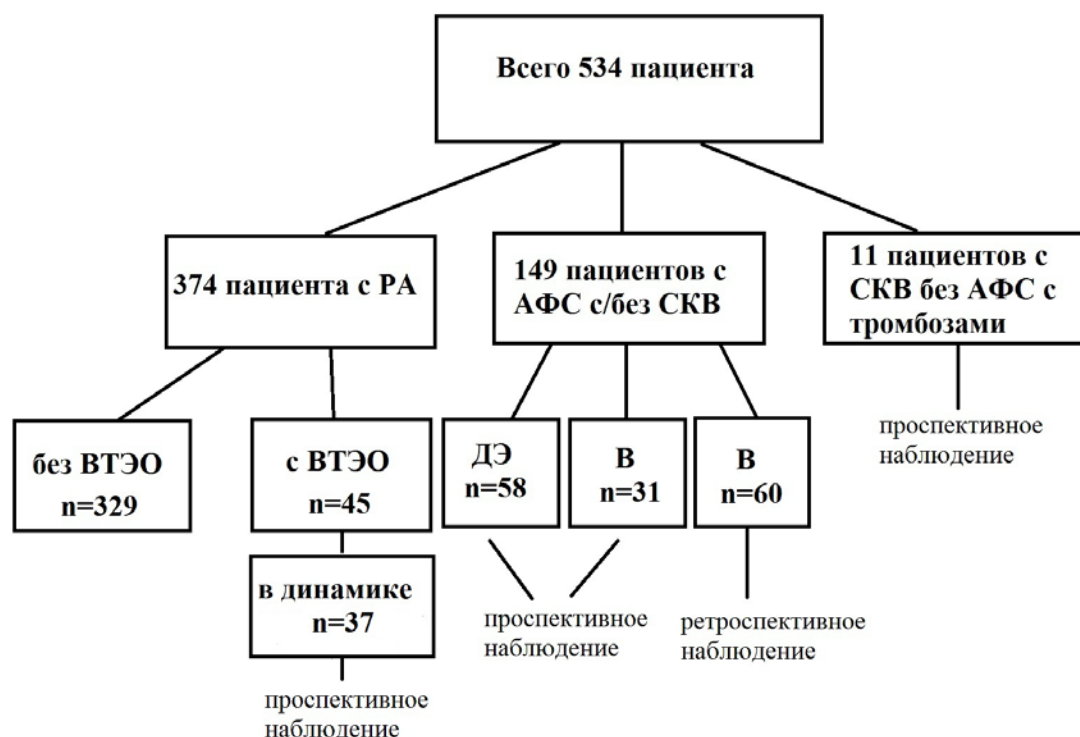 Всего 534 пациента
374 пациента с РА
149 пациентов с
АФС с/без СКВ
11 пациентов с
СКВ без АФС с
тромбозами
без ВТЭО
n=329
с ВТЭО
n=45
ДЭ
n=58
В
n=31
В
n=60
проспективное
наблюдение
в динамике
n=37
проспективное
наблюдение
ретроспективное
наблюдение
проспективное
наблюдение